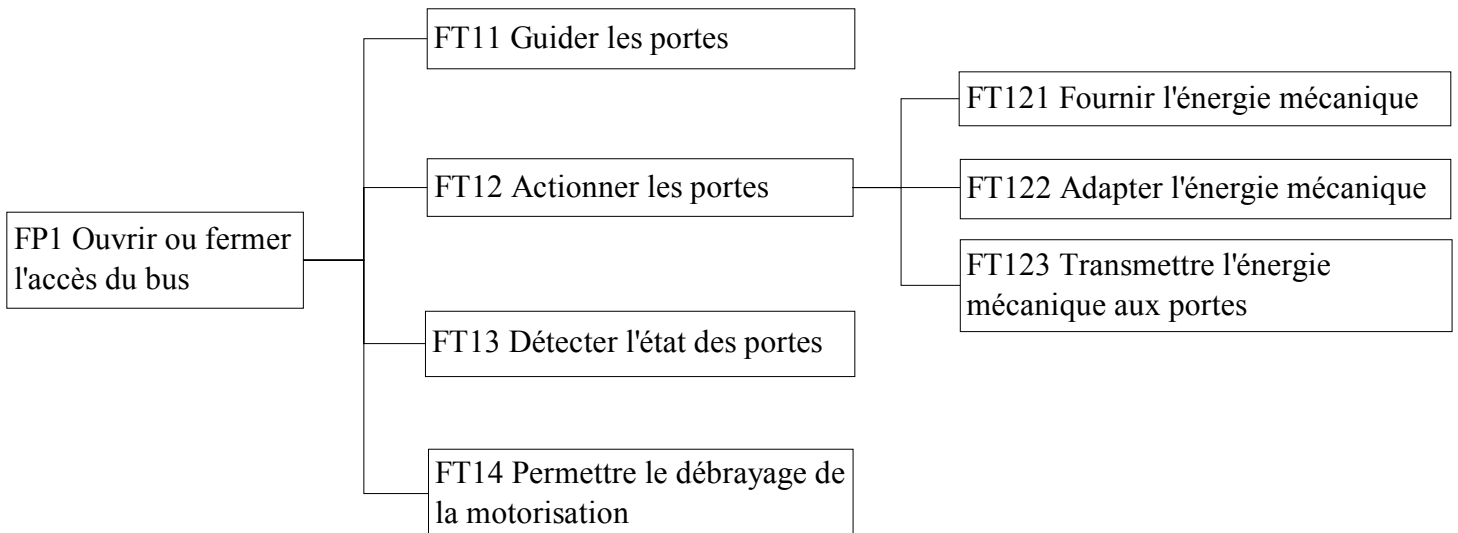 FP1 Ouvrir ou fermer
l'accès du bus
FT11 Guider les portes
FT12 Actionner les portes
FT121 Fournir l'énergie mécanique
FT122 Adapter l'énergie mécanique
FT123 Transmettre l'énergie
mécanique aux portes
FT13 Détecter l'état des portes
FT14 Permettre le débrayage de
la motorisation